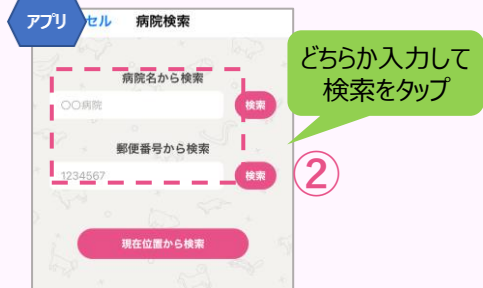 アプリ
セル 病院検索
どちらか入力して
検索をタップ
病院名から検索
〇〇病院 検索
郵便番号から検索
1234567 検索
②
現在位置から検索